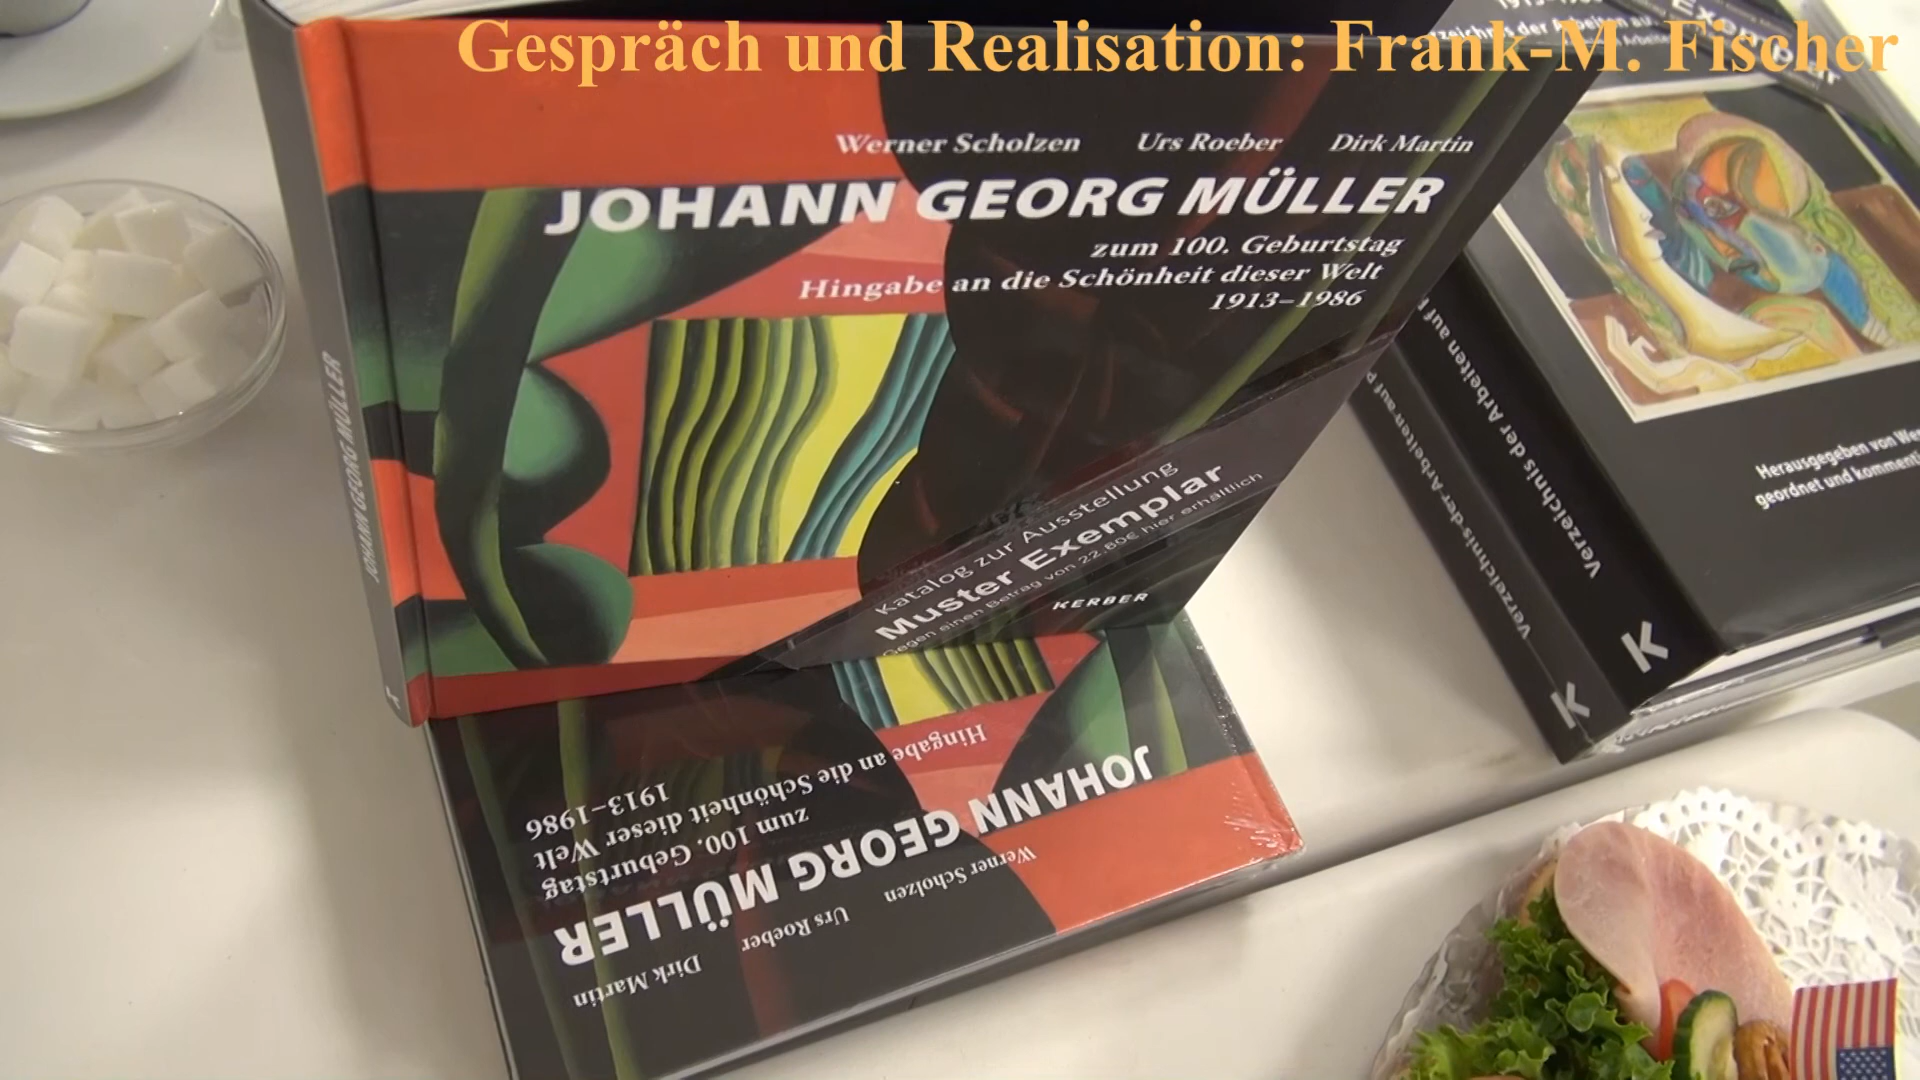 Gespräch und Realisation: Frank-M. Fischer
Werner Scholzen Urs Roeber Dirk Martin
JOHANN GEORG MÜLLER
zum 100. Geburtstag
Hingabe an die Schönheit dieser Welt
1913–1986
Katalog zur Ausstellung
Muster Exemplar
Gegen einen Betrag von 22.80€ hier erhältlich
KERBER
JOHANN GEORG MÜLLER
K
JOHANN GEORG MÜLLER
zum 100. Geburtstag
Hingabe an die Schönheit dieser Welt
1913–1986
Werner Scholzen Urs Roeber Dirk Martin
Verzeichnis der Arbeiten auf
K
Verzeichnis der Arbeiten auf
K
Herausgegeben von
geordnet und